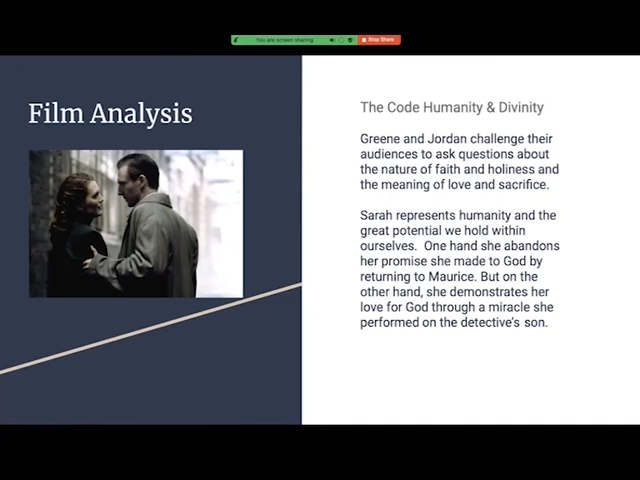 You are screen sharing
Stop Share
Film Analysis
The Code Humanity & Divinity
Greene and Jordan challenge their
audiences to ask questions about
the nature of faith and holiness and
the meaning of love and sacrifice.
Sarah represents humanity and the
great potential we hold within
ourselves.  One hand she abandons
her promise she made to God by
returning to Maurice. But on the
other hand, she demonstrates her
love for God through a miracle she
performed on the detective's son.